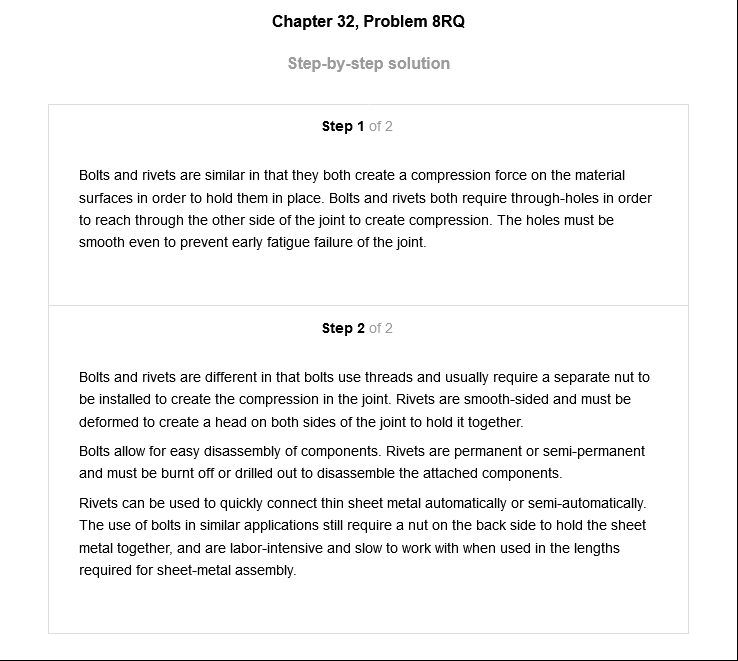 Chapter 32, Problem 8RQ
Step-by-step solution
Step 1 of 2
Bolts and rivets are similar in that they both create a compression force on the material
surfaces in order to hold them in place. Bolts and rivets both require through-holes in order
to reach through the other side of the joint to create compression. The holes must be
smooth even to prevent early fatigue failure of the joint.
Step 2 of 2
Bolts and rivets are different in that bolts use threads and usually require a separate nut to
be installed to create the compression in the joint. Rivets are smooth-sided and must be
deformed to create a head on both sides of the joint to hold it together.
Bolts allow for easy disassembly of components. Rivets are permanent or semi-permanent
and must be burnt off or drilled out to disassemble the attached components.
Rivets can be used to quickly connect thin sheet metal automatically or semi-automatically.
The use of bolts in similar applications still require a nut on the back side to hold the sheet
metal together, and are labor-intensive and slow to work with when used in the lengths
required for sheet-metal assembly.